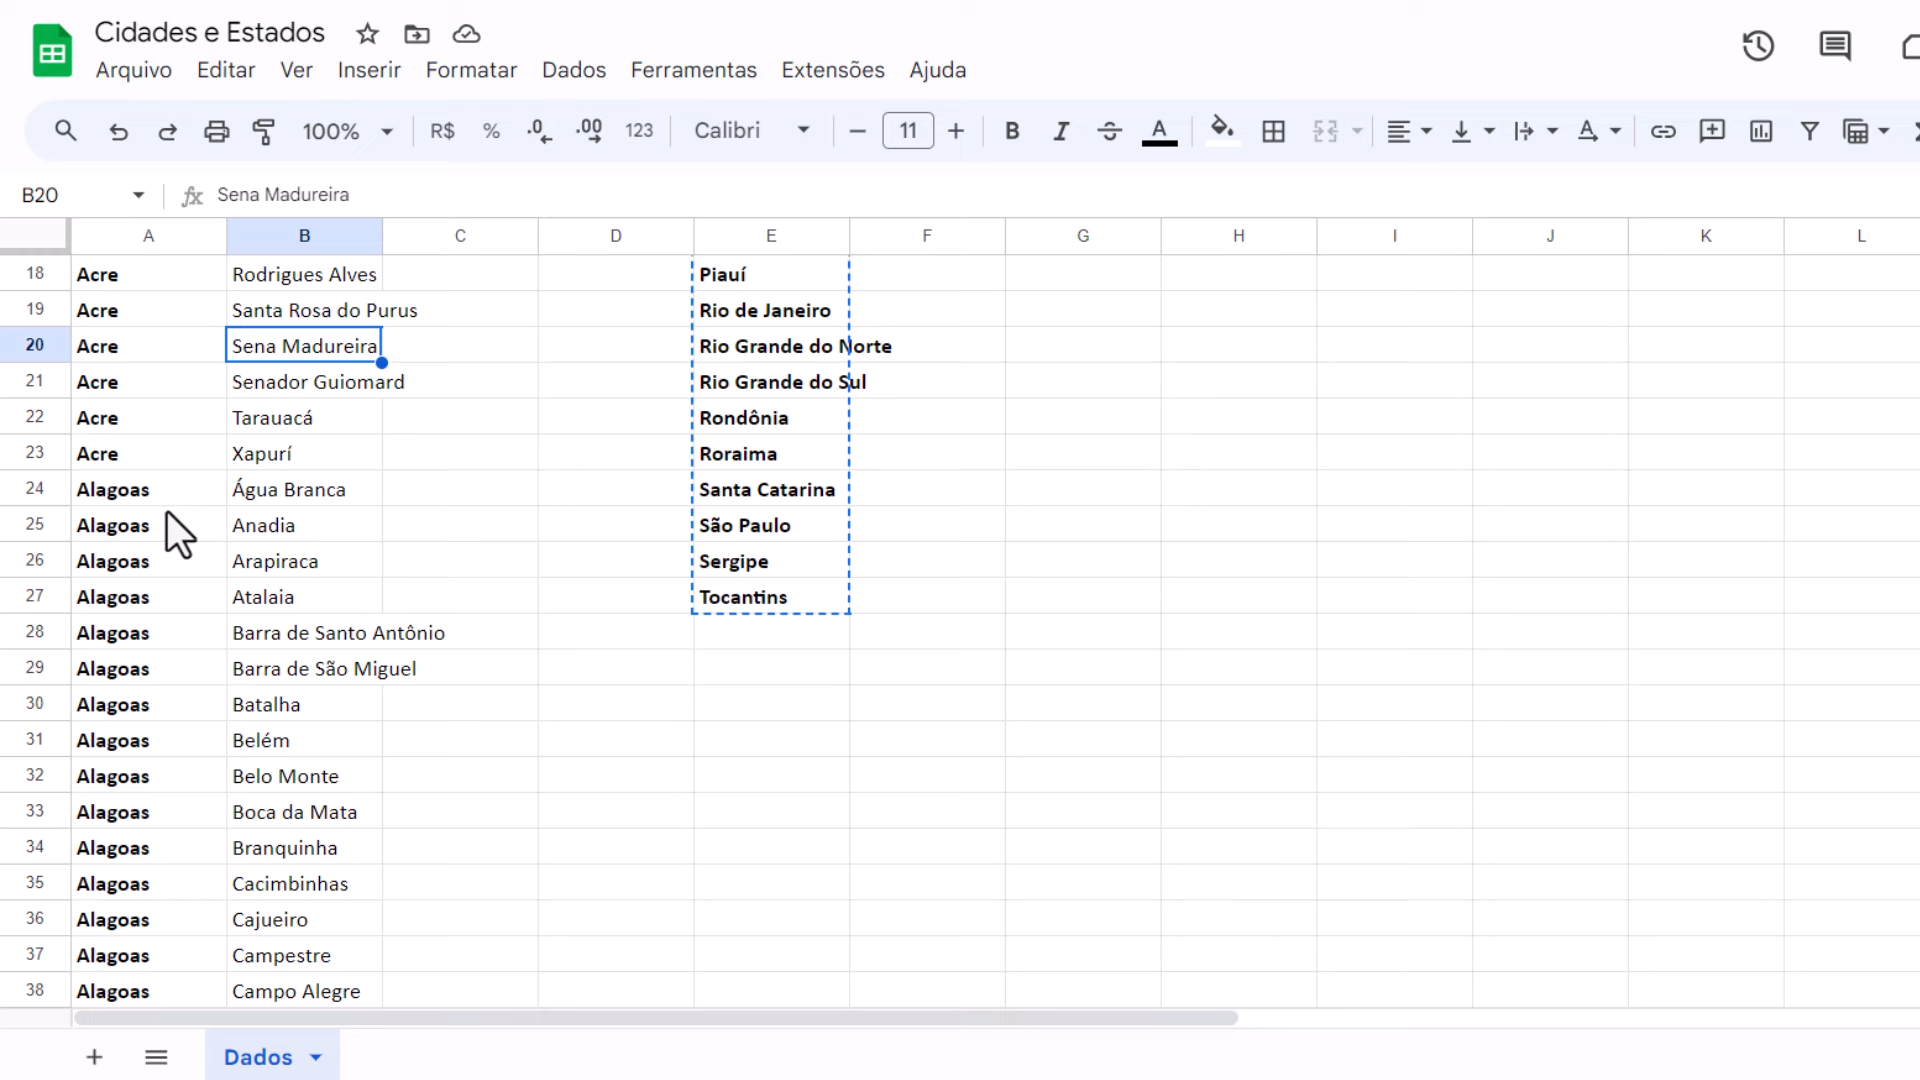 Cidades e Estados
Arquivo Editar Ver Inserir Formatar Dados Ferramentas Extensões Ajuda
100% R$ % .0 .00 123 Calibri 11 B I A A
B20 fx Sena Madureira
A B C D E F G H I J K L
18 Acre Rodrigues Alves Piauí
19 Acre Santa Rosa do Purus Rio de Janeiro
20 Acre Sena Madureira Rio Grande do Norte
21 Acre Senador Guiomard Rio Grande do Sul
22 Acre Tarauacá Rondônia
23 Acre Xapurí Roraima
24 Alagoas Água Branca Santa Catarina
25 Alagoas Anadia São Paulo
26 Alagoas Arapiraca Sergipe
27 Alagoas Atalaia Tocantins
28 Alagoas Barra de Santo Antônio
29 Alagoas Barra de São Miguel
30 Alagoas Batalha
31 Alagoas Belém
32 Alagoas Belo Monte
33 Alagoas Boca da Mata
34 Alagoas Branquinha
35 Alagoas Cacimbinhas
36 Alagoas Cajueiro
37 Alagoas Campestre
38 Alagoas Campo Alegre
Dados